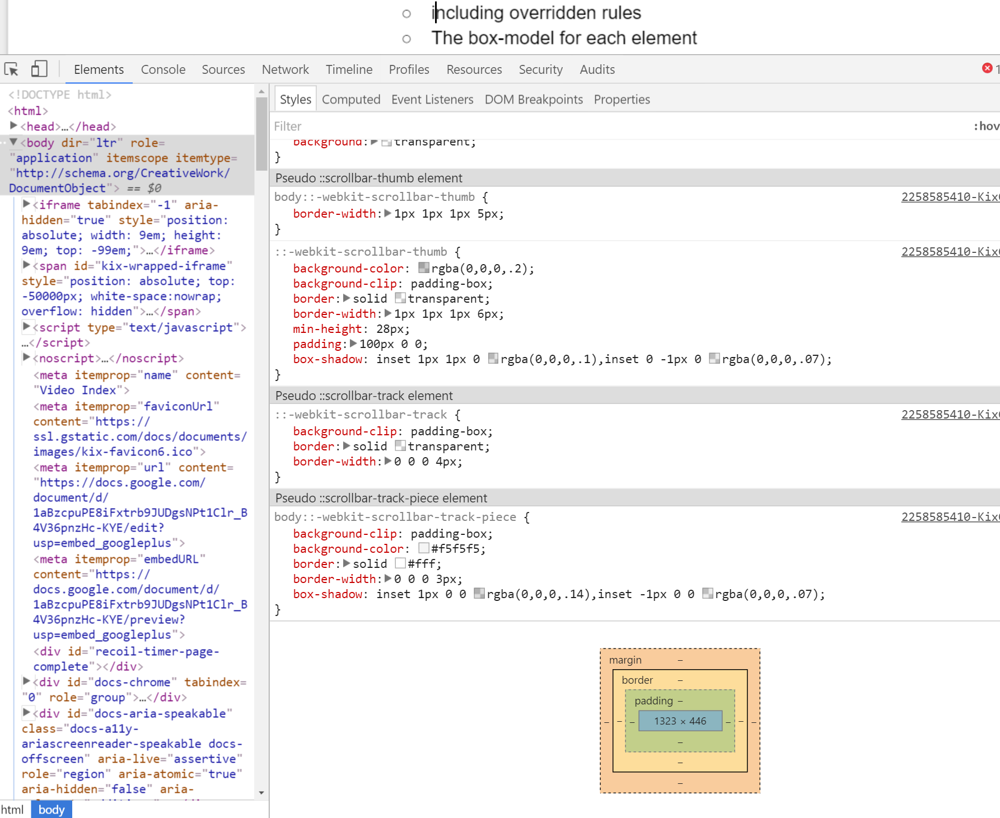 including overridden rules
The box-model for each element
Elements Console Sources Network Timeline Profiles Resources Security Audits 1
<!DOCTYPE html>
<html>
<head>…</head>
<body dir="ltr" role=
"application" itemscope itemtype=
"http://schema.org/CreativeWork/
DocumentObject"> == $0
<iframe tabindex="-1" aria-
hidden="true" style="position:
absolute; width: 9em; height:
9em; top: -99em;">…</iframe>
<span id="kix-wrapped-iframe"
style="position: absolute; top:
-50000px; white-space:nowrap;
overflow: hidden">…</span>
<script type="text/javascript">
…</script>
<noscript>…</noscript>
<meta itemprop="name" content=
"Video Index">
<meta itemprop="faviconUrl"
content="https://
ssl.gstatic.com/docs/documents/
images/kix-favicon6.ico">
<meta itemprop="url" content=
"https://docs.google.com/
document/d/
1aBzcpuPE8iFxtrb9JUDgsNPt1Clr_B
4V36pnzHc-KYE/edit?
usp=embed_googleplus">
<meta itemprop="embedURL"
content="https://
docs.google.com/document/d/
1aBzcpuPE8iFxtrb9JUDgsNPt1Clr_B
4V36pnzHc-KYE/preview?
usp=embed_googleplus">
<div id="recoil-timer-page-
complete"></div>
<div id="docs-chrome" tabindex=
"0" role="group">…</div>
<div id="docs-aria-speakable"
class="docs-a11y-
ariascreenreader-speakable docs-
offscreen" aria-live="assertive"
role="region" aria-atomic="true"
aria-hidden="false" aria-
html body
Styles Computed Event Listeners DOM Breakpoints Properties
Filter :hov
background: transparent;
}
Pseudo ::scrollbar-thumb element
body::-webkit-scrollbar-thumb { 2258585410-Kix
border-width: 1px 1px 1px 5px;
}
::-webkit-scrollbar-thumb { 2258585410-Kix
background-color: rgba(0,0,0,.2);
background-clip: padding-box;
border: solid transparent;
border-width: 1px 1px 1px 6px;
min-height: 28px;
padding: 100px 0 0;
box-shadow: inset 1px 1px 0 rgba(0,0,0,.1),inset 0 -1px 0 rgba(0,0,0,.07);
}
Pseudo ::scrollbar-track element
::-webkit-scrollbar-track { 2258585410-Kix
background-clip: padding-box;
border: solid transparent;
border-width: 0 0 0 4px;
}
Pseudo ::scrollbar-track-piece element
body::-webkit-scrollbar-track-piece { 2258585410-Kix
background-clip: padding-box;
background-color: #f5f5f5;
border: solid #fff;
border-width: 0 0 0 3px;
box-shadow: inset 1px 0 0 rgba(0,0,0,.14),inset -1px 0 0 rgba(0,0,0,.07);
}
margin –
border –
padding –
– – – 1323 × 446 – – –
–
–
–